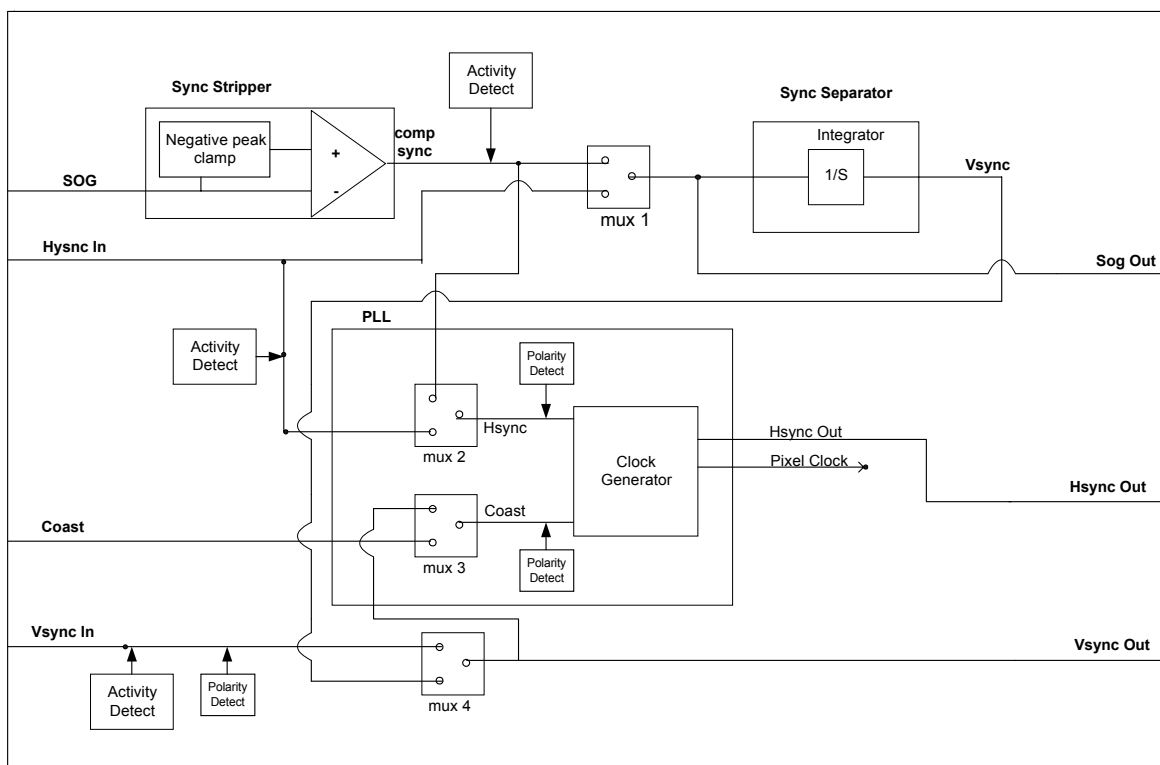 Activity
Detect
Sync Stripper
Sync Separator
Negative peak
clamp
+
-
comp
sync
Integrator
1/S
Vsync
SOG
mux 1
Hysnc In
Sog Out
PLL
Activity
Detect
Polarity
Detect
Hsync
mux 2
Clock
Generator
Hsync Out
Pixel Clock
Hsync Out
Coast
Coast
mux 3
Polarity
Detect
Vsync In
Vsync Out
Activity
Detect
Polarity
Detect
mux 4